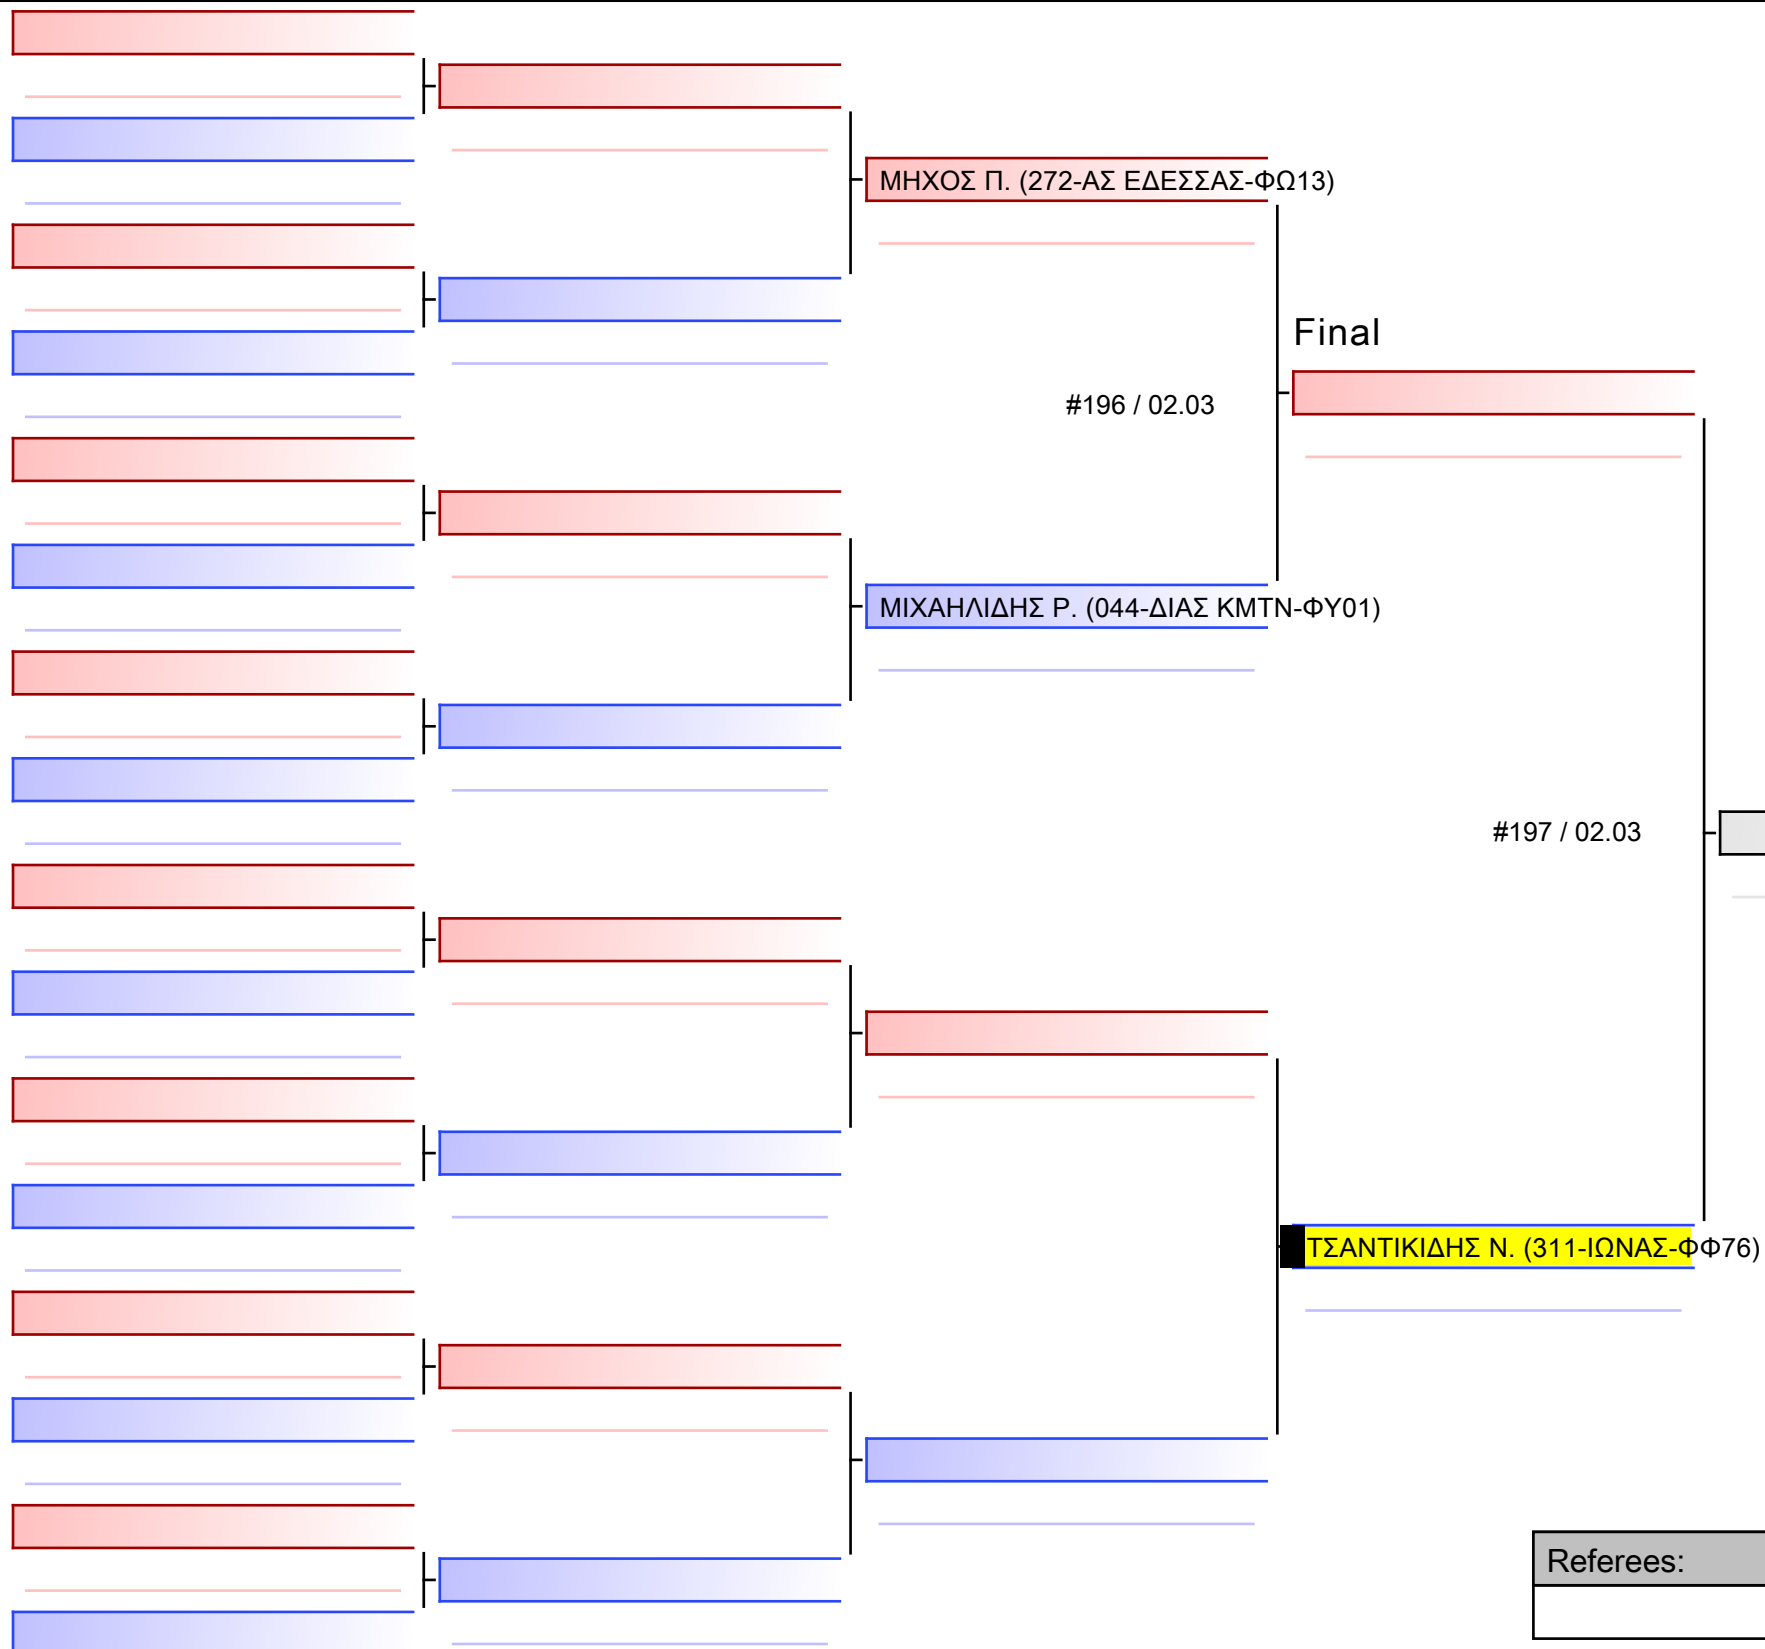 ΜΗΧΟΣ Π. (272-ΑΣ ΕΔΕΣΣΑΣ-ΦΩ13)
Final
#196 / 02.03
ΜΙΧΑΗΛΙΔΗΣ Ρ. (044-ΔΙΑΣ ΚΜΤΝ-ΦΥ01)
#197 / 02.03
ΤΣΑΝΤΙΚΙΔΗΣ Ν. (311-ΙΩΝΑΣ-ΦΦ76)
Referees: